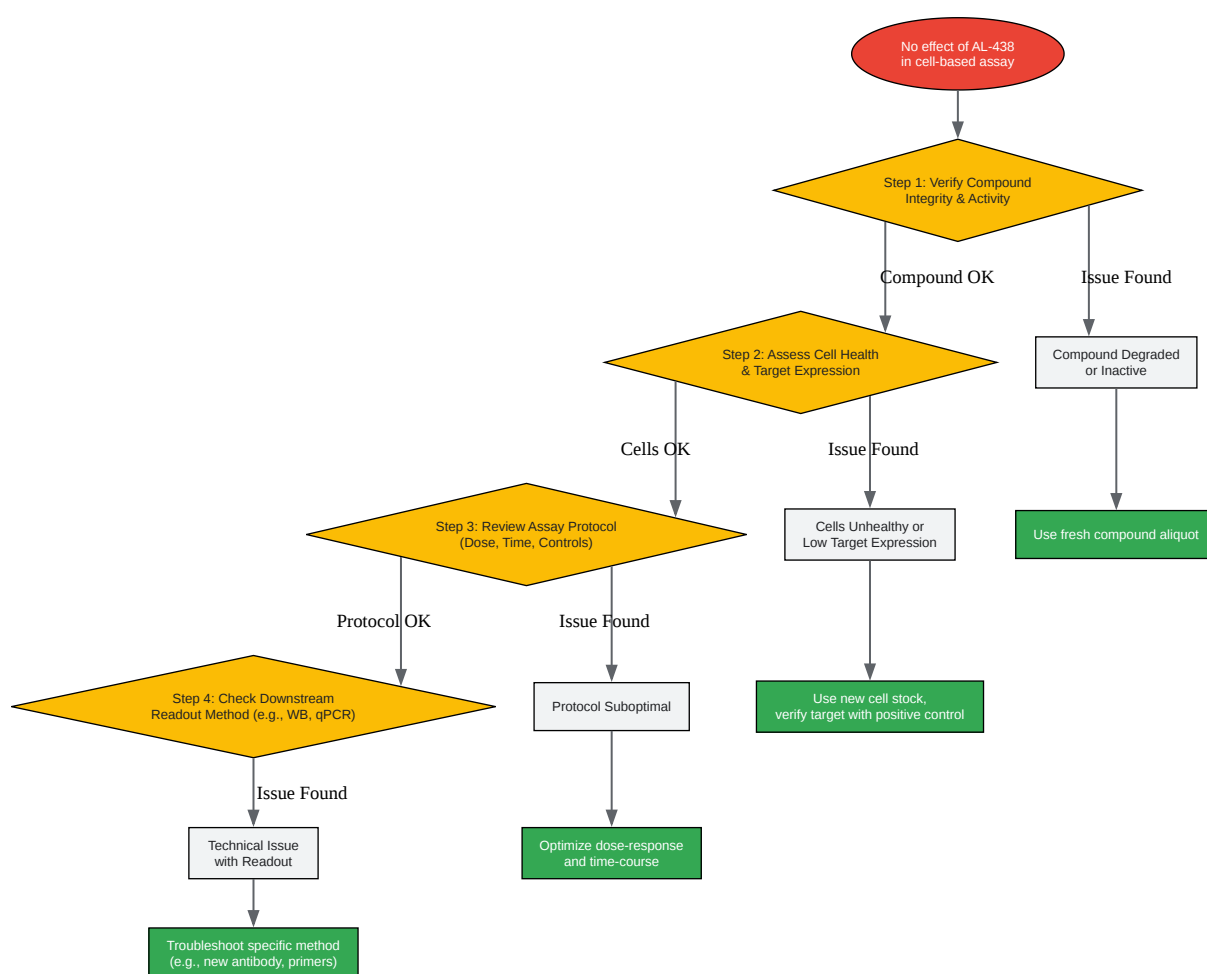 No effect of AL-438
in cell-based assay
Step 1: Verify Compound
Integrity & Activity
Compound OK
Issue Found
Step 2: Assess Cell Health
& Target Expression
Compound Degraded
or Inactive
Cells OK
Issue Found
Step 3: Review Assay Protocol
(Dose, Time, Controls)
Cells Unhealthy or
Low Target Expression
Use fresh compound aliquot
Protocol OK
Issue Found
Step 4: Check Downstream
Readout Method (e.g., WB, qPCR)
Protocol Suboptimal
Use new cell stock,
verify target with positive control
Issue Found
Technical Issue
with Readout
Optimize dose-response
and time-course
Troubleshoot specific method
(e.g., new antibody, primers)